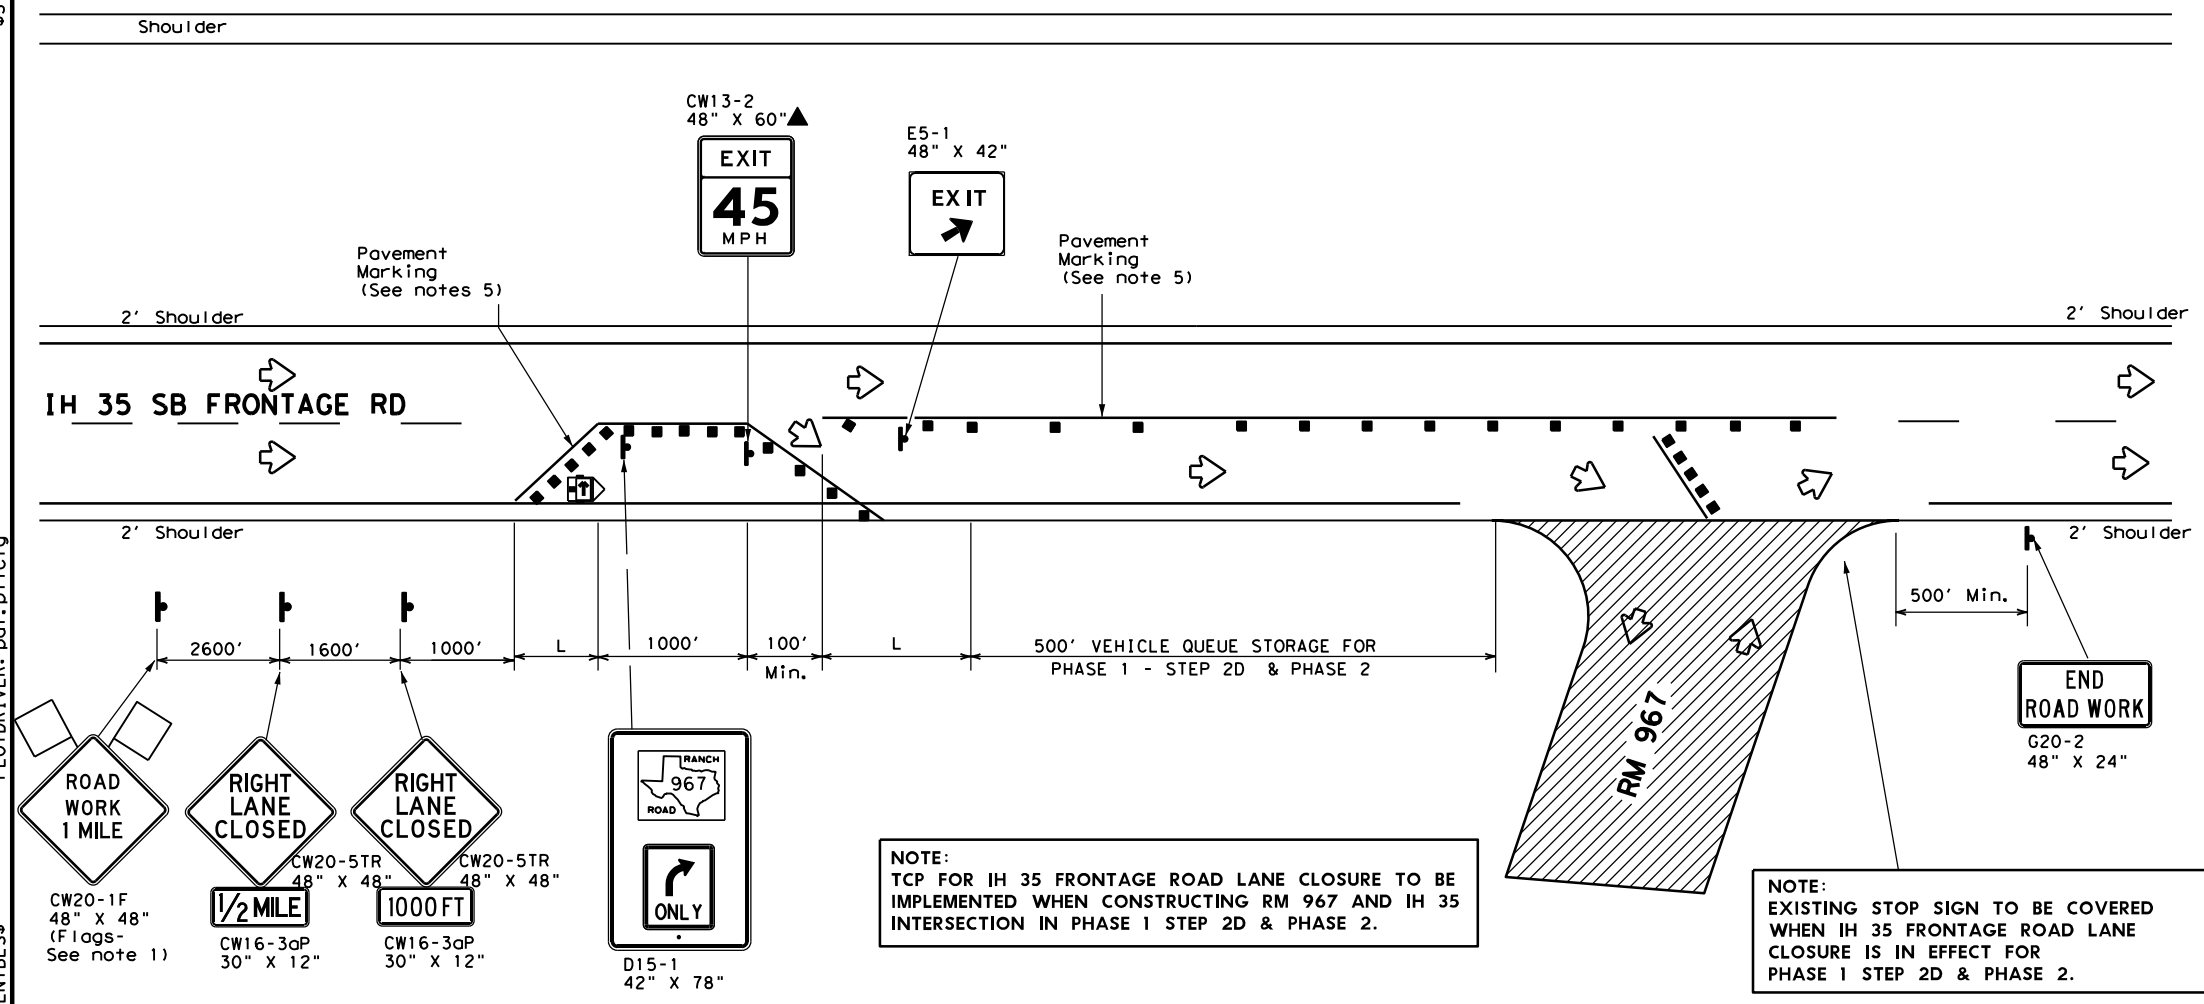 Shoulder
CW13-2
48" X 60"
EXIT
45
MPH
E5-1
48" X 42"
EXIT
Pavement
Marking
(See notes 5)
Pavement
Marking
(See note 5)
2' Shoulder
2' Shoulder
IH 35 SB FRONTAGE RD
2' Shoulder
2' Shoulder
2600'
1600'
1000'
L
1000'
100'
Min.
L
500' VEHICLE QUEUE STORAGE FOR
PHASE 1 - STEP 2D & PHASE 2
500' Min.
RM 967
END
ROAD WORK
G20-2
48" X 24"
ROAD
WORK
1 MILE
CW20-1F
48" X 48"
(Flags-
See note 1)
RIGHT
LANE
CLOSED
CW20-5TR
48" X 48"
1/2 MILE
CW16-3aP
30" X 12"
RIGHT
LANE
CLOSED
CW20-5TR
48" X 48"
1000 FT
CW16-3aP
30" X 12"
RANCH
967
ROAD
ONLY
D15-1
42" X 78"
NOTE:
TCP FOR IH 35 FRONTAGE ROAD LANE CLOSURE TO BE
IMPLEMENTED WHEN CONSTRUCTING RM 967 AND IH 35
INTERSECTION IN PHASE 1 STEP 2D & PHASE 2.
NOTE:
EXISTING STOP SIGN TO BE COVERED
WHEN IH 35 FRONTAGE ROAD LANE
CLOSURE IS IN EFFECT FOR
PHASE 1 STEP 2D & PHASE 2.